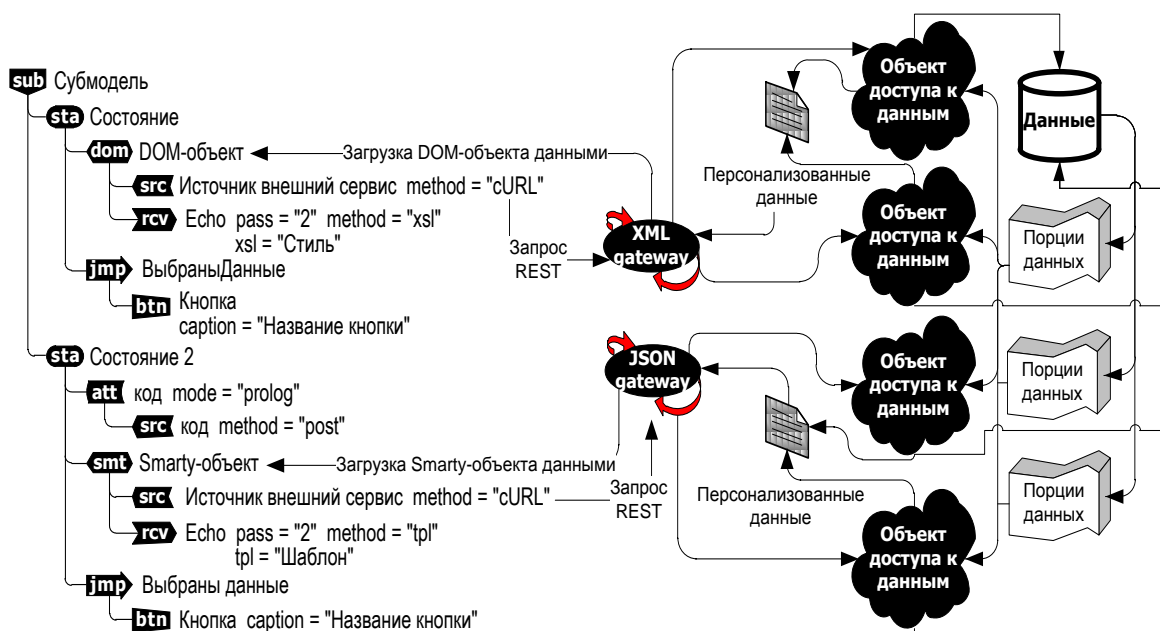 sub Субмодель
sta Состояние
dom DOM-объект
Загрузка DOM-объекта данными
src Источник внешний сервис method = "cURL"
rcv Echo pass = "2" method = "xsl"
xsl = "Стиль"
jmp ВыбраныДанные
btn Кнопка
caption = "Название кнопки"
sta Состояние 2
att код mode = "prolog"
src код method = "post"
smt Smarty-объект
Загрузка Smarty-объекта данными
src Источник внешний сервис method = "cURL"
rcv Echo pass = "2" method = "tpl"
tpl = "Шаблон"
jmp Выбраны данные
btn Кнопка caption = "Название кнопки"
Запрос
REST
XML
gateway
Персонализованные
данные
Объект
доступа к
данным
Объект
доступа к
данным
Данные
Порции
данных
JSON
gateway
Запрос
REST
Персонализованные
данные
Объект
доступа к
данным
Порции
данных
Объект
доступа к
данным
Порции
данных